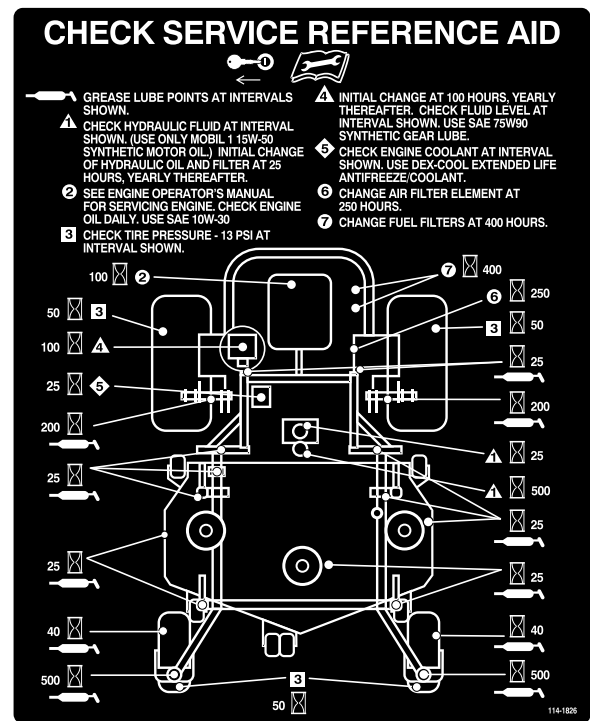 CHECK SERVICE REFERENCE AID
GREASE LUBE POINTS AT INTERVALS
SHOWN.
1 CHECK HYDRAULIC FLUID AT INTERVAL
SHOWN. (USE ONLY MOBIL 1 15W-50
SYNTHETIC MOTOR OIL.) INITIAL CHANGE
OF HYDRAULIC OIL AND FILTER AT 25
HOURS, YEARLY THEREAFTER.
2 SEE ENGINE OPERATOR'S MANUAL
FOR SERVICING ENGINE. CHECK ENGINE
OIL DAILY. USE SAE 10W-30
3 CHECK TIRE PRESSURE - 13 PSI AT
INTERVAL SHOWN.
4 INITIAL CHANGE AT 100 HOURS, YEARLY
THEREAFTER. CHECK FLUID LEVEL AT
INTERVAL SHOWN. USE SAE 75W90
SYNTHETIC GEAR LUBE.
5 CHECK ENGINE COOLANT AT INTERVAL
SHOWN. USE DEX-COOL EXTENDED LIFE
ANTIFREEZE/COOLANT.
6 CHANGE AIR FILTER ELEMENT AT
250 HOURS.
7 CHANGE FUEL FILTERS AT 400 HOURS.
100 2
7 400
6 250
50 3
3 50
100 4
25
25 5
200
200
1 25
25
1 500
25
25
25
40
40
500
500
3
50
114-1826